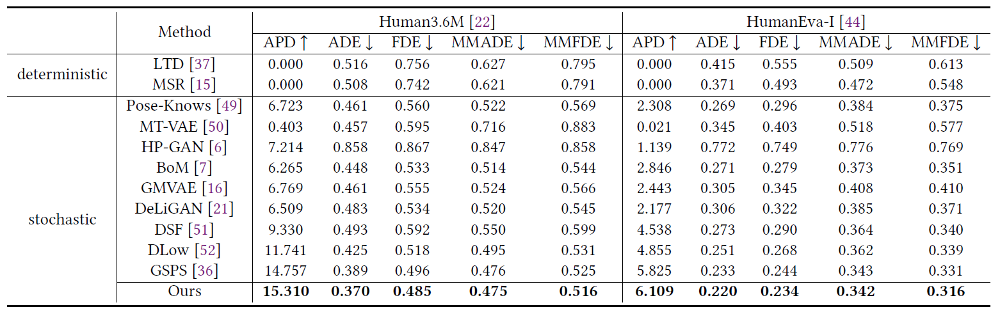 Method Human3.6M [22] HumanEva-I [44]
APD ↑ ADE ↓ FDE ↓ MMADE ↓ MMFDE ↓ APD ↑ ADE ↓ FDE ↓ MMADE ↓ MMFDE ↓
deterministic LTD [37] 0.000 0.516 0.756 0.627 0.795 0.000 0.415 0.555 0.509 0.613
MSR [15] 0.000 0.508 0.742 0.621 0.791 0.000 0.371 0.493 0.472 0.548
stochastic Pose-Knows [49] 6.723 0.461 0.560 0.522 0.569 2.308 0.269 0.296 0.384 0.375
MT-VAE [50] 0.403 0.457 0.595 0.716 0.883 0.021 0.345 0.403 0.518 0.577
HP-GAN [6] 7.214 0.858 0.867 0.847 0.858 1.139 0.772 0.749 0.776 0.769
BoM [7] 6.265 0.448 0.533 0.514 0.544 2.846 0.271 0.279 0.373 0.351
GMVAE [16] 6.769 0.461 0.555 0.524 0.566 2.443 0.305 0.345 0.408 0.410
DeLiGAN [21] 6.509 0.483 0.534 0.520 0.545 2.177 0.306 0.322 0.385 0.371
DSF [51] 9.330 0.493 0.592 0.550 0.599 4.538 0.273 0.290 0.364 0.340
DLow [52] 11.741 0.425 0.518 0.495 0.531 4.855 0.251 0.268 0.362 0.339
GSPS [36] 14.757 0.389 0.496 0.476 0.525 5.825 0.233 0.244 0.343 0.331
Ours 15.310 0.370 0.485 0.475 0.516 6.109 0.220 0.234 0.342 0.316